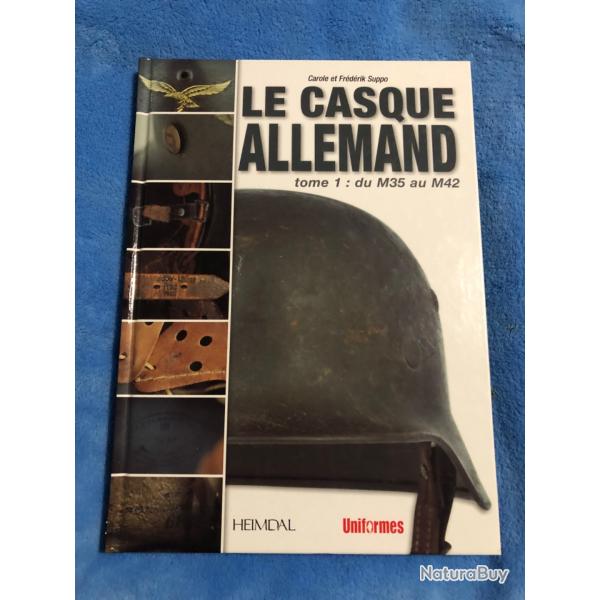 Carole et Frédérik Suppo
LE CASQUE
ALLEMAND
tome 1 : du M35 au M42
HEIMDAL
Uniformes
NaturaBuy